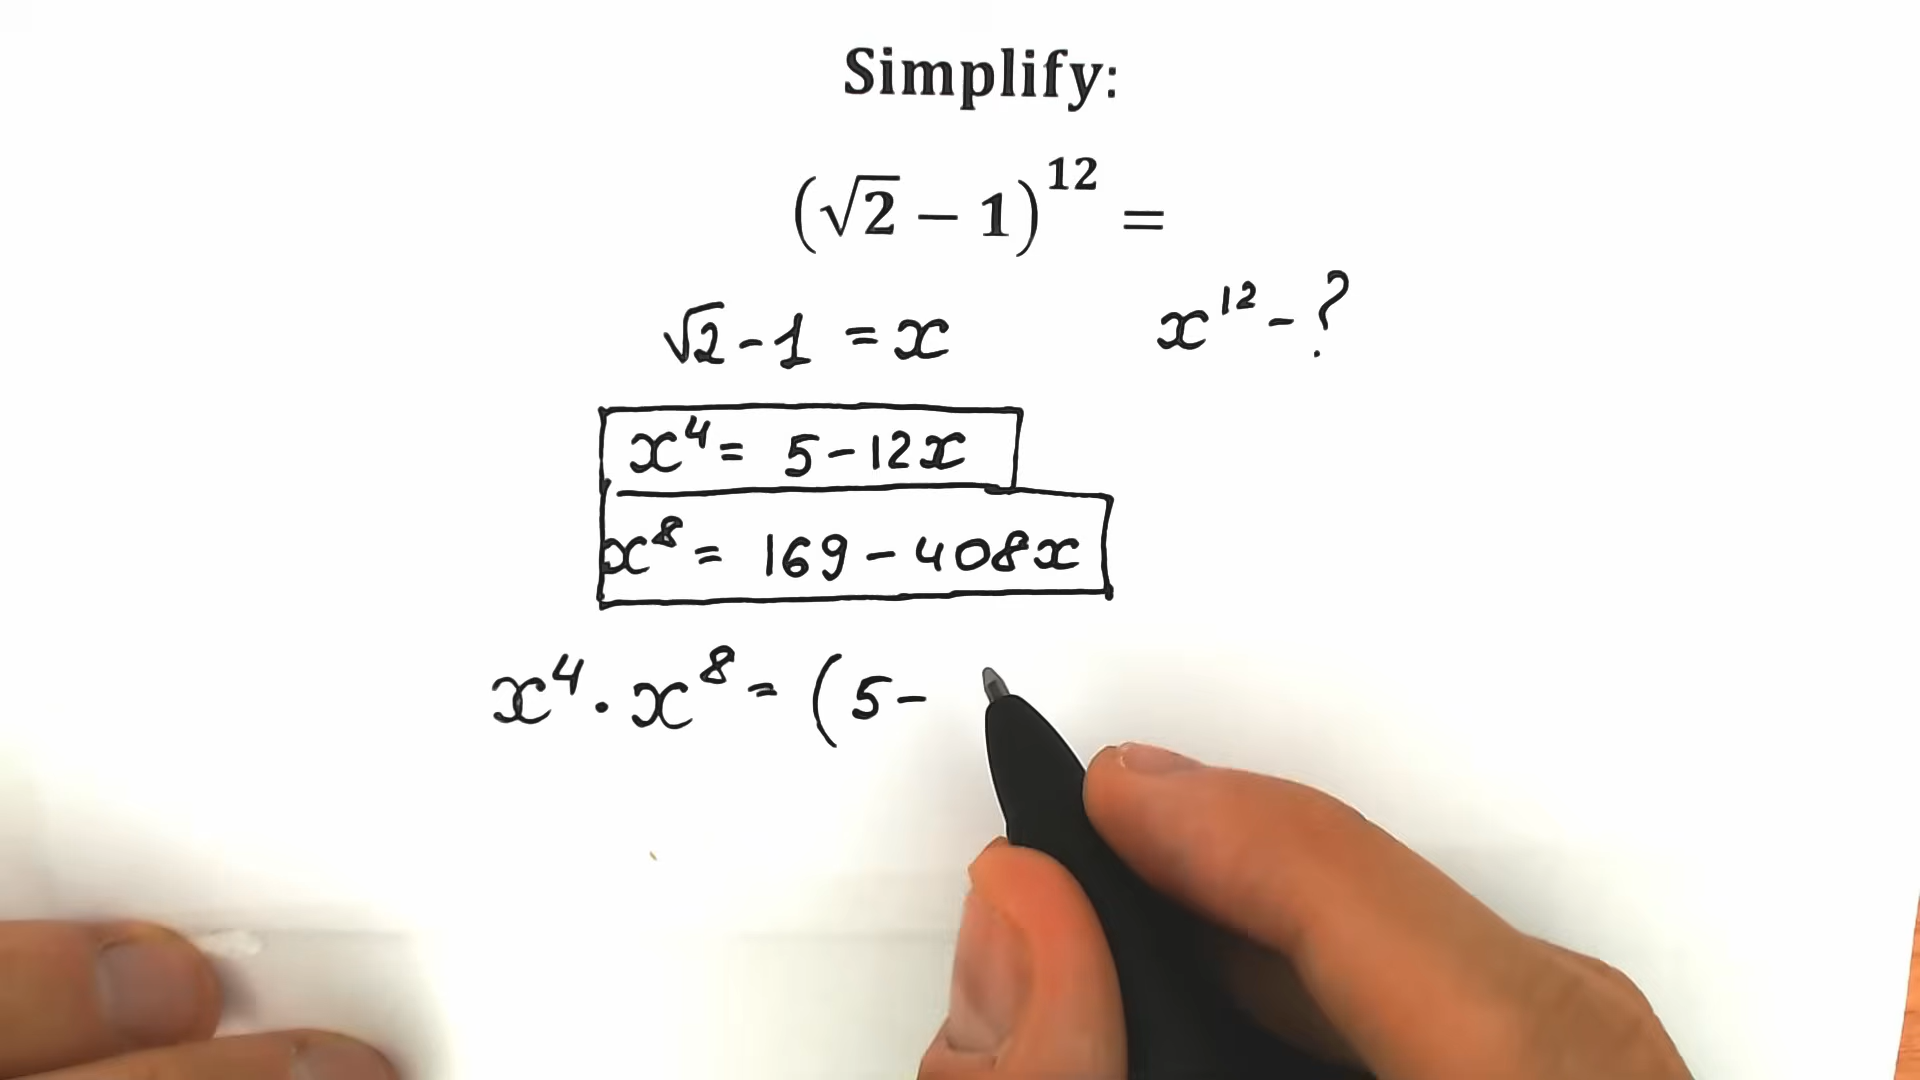 Simplify:
(√2 − 1)¹² =
√2 - 1 = x
x¹² - ?
x⁴ = 5 - 12x
x⁸ = 169 - 408x
x⁴ · x⁸ = (5 -